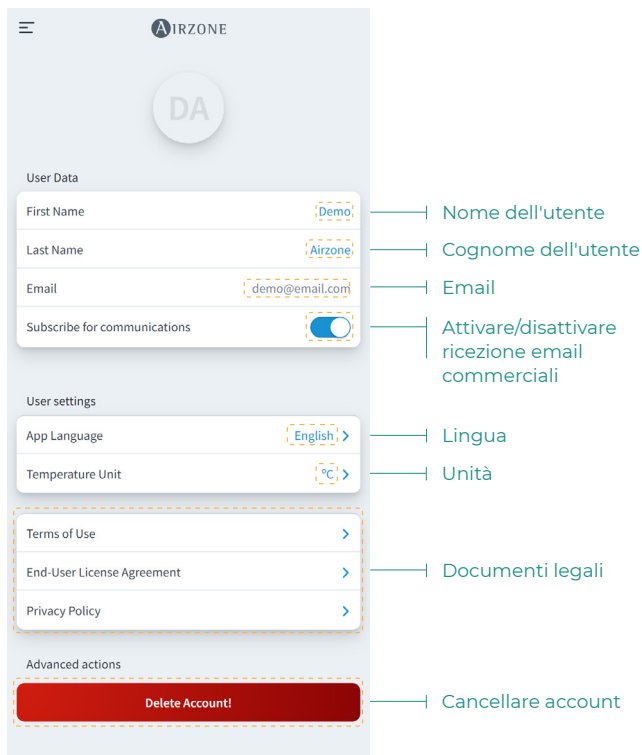 AIRZONE
DA
User Data
First Name Demo Nome dell'utente
Last Name Airzone Cognome dell'utente
Email demo@email.com Email
Subscribe for communications Attivare/disattivare
ricezione email
commerciali
User settings
App Language English Lingua
Temperature Unit °C Unità
Terms of Use
End-User License Agreement Documenti legali
Privacy Policy
Advanced actions
Delete Account! Cancellare account